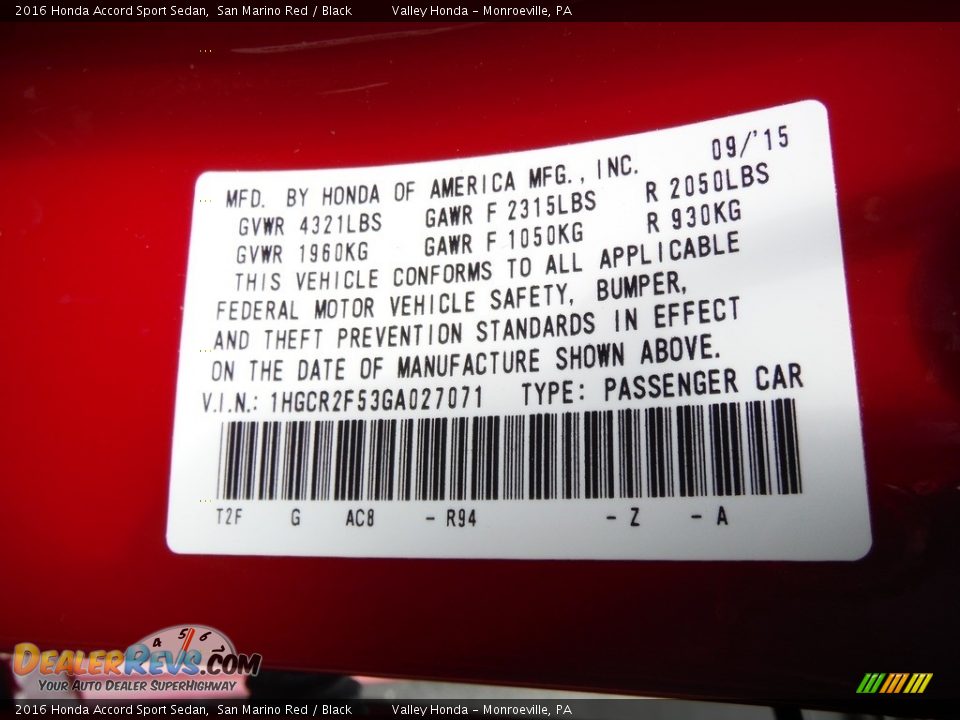 2016 Honda Accord Sport Sedan, San Marino Red / Black Valley Honda - Monroeville, PA
09/'15
MFD. BY HONDA OF AMERICA MFG., INC.
GVWR 4321LBS GAWR F 2315LBS R 2050LBS
GVWR 1960KG GAWR F 1050KG R 930KG
THIS VEHICLE CONFORMS TO ALL APPLICABLE
FEDERAL MOTOR VEHICLE SAFETY, BUMPER,
AND THEFT PREVENTION STANDARDS IN EFFECT
ON THE DATE OF MANUFACTURE SHOWN ABOVE.
V.I.N.: 1HGCR2F53GA027071 TYPE: PASSENGER CAR
T2F G AC8 - R94 - Z - A
4 5 6
DEALERREVS.COM
YOUR AUTO DEALER SUPERHIGHWAY
2016 Honda Accord Sport Sedan, San Marino Red / Black Valley Honda - Monroeville, PA